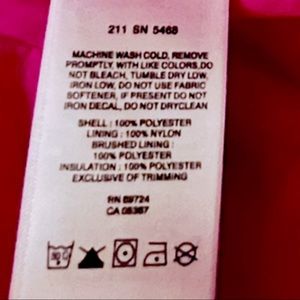 211 SN 5468
MACHINE WASH COLD, REMOVE
PROMPTLY, WITH LIKE COLORS.DO
NOT BLEACH, TUMBLE DRY LOW,
IRON LOW, DO NOT USE FABRIC
SOFTENER, IF PRESENT DO NOT
IRON DECAL, DO NOT DRYCLEAN
SHELL : 100% POLYESTER
LINING : 100% NYLON
BRUSHED LINING :
100% POLYESTER
INSULATION : 100% POLYESTER
EXCLUSIVE OF TRIMMING
RN 89724
CA 05367